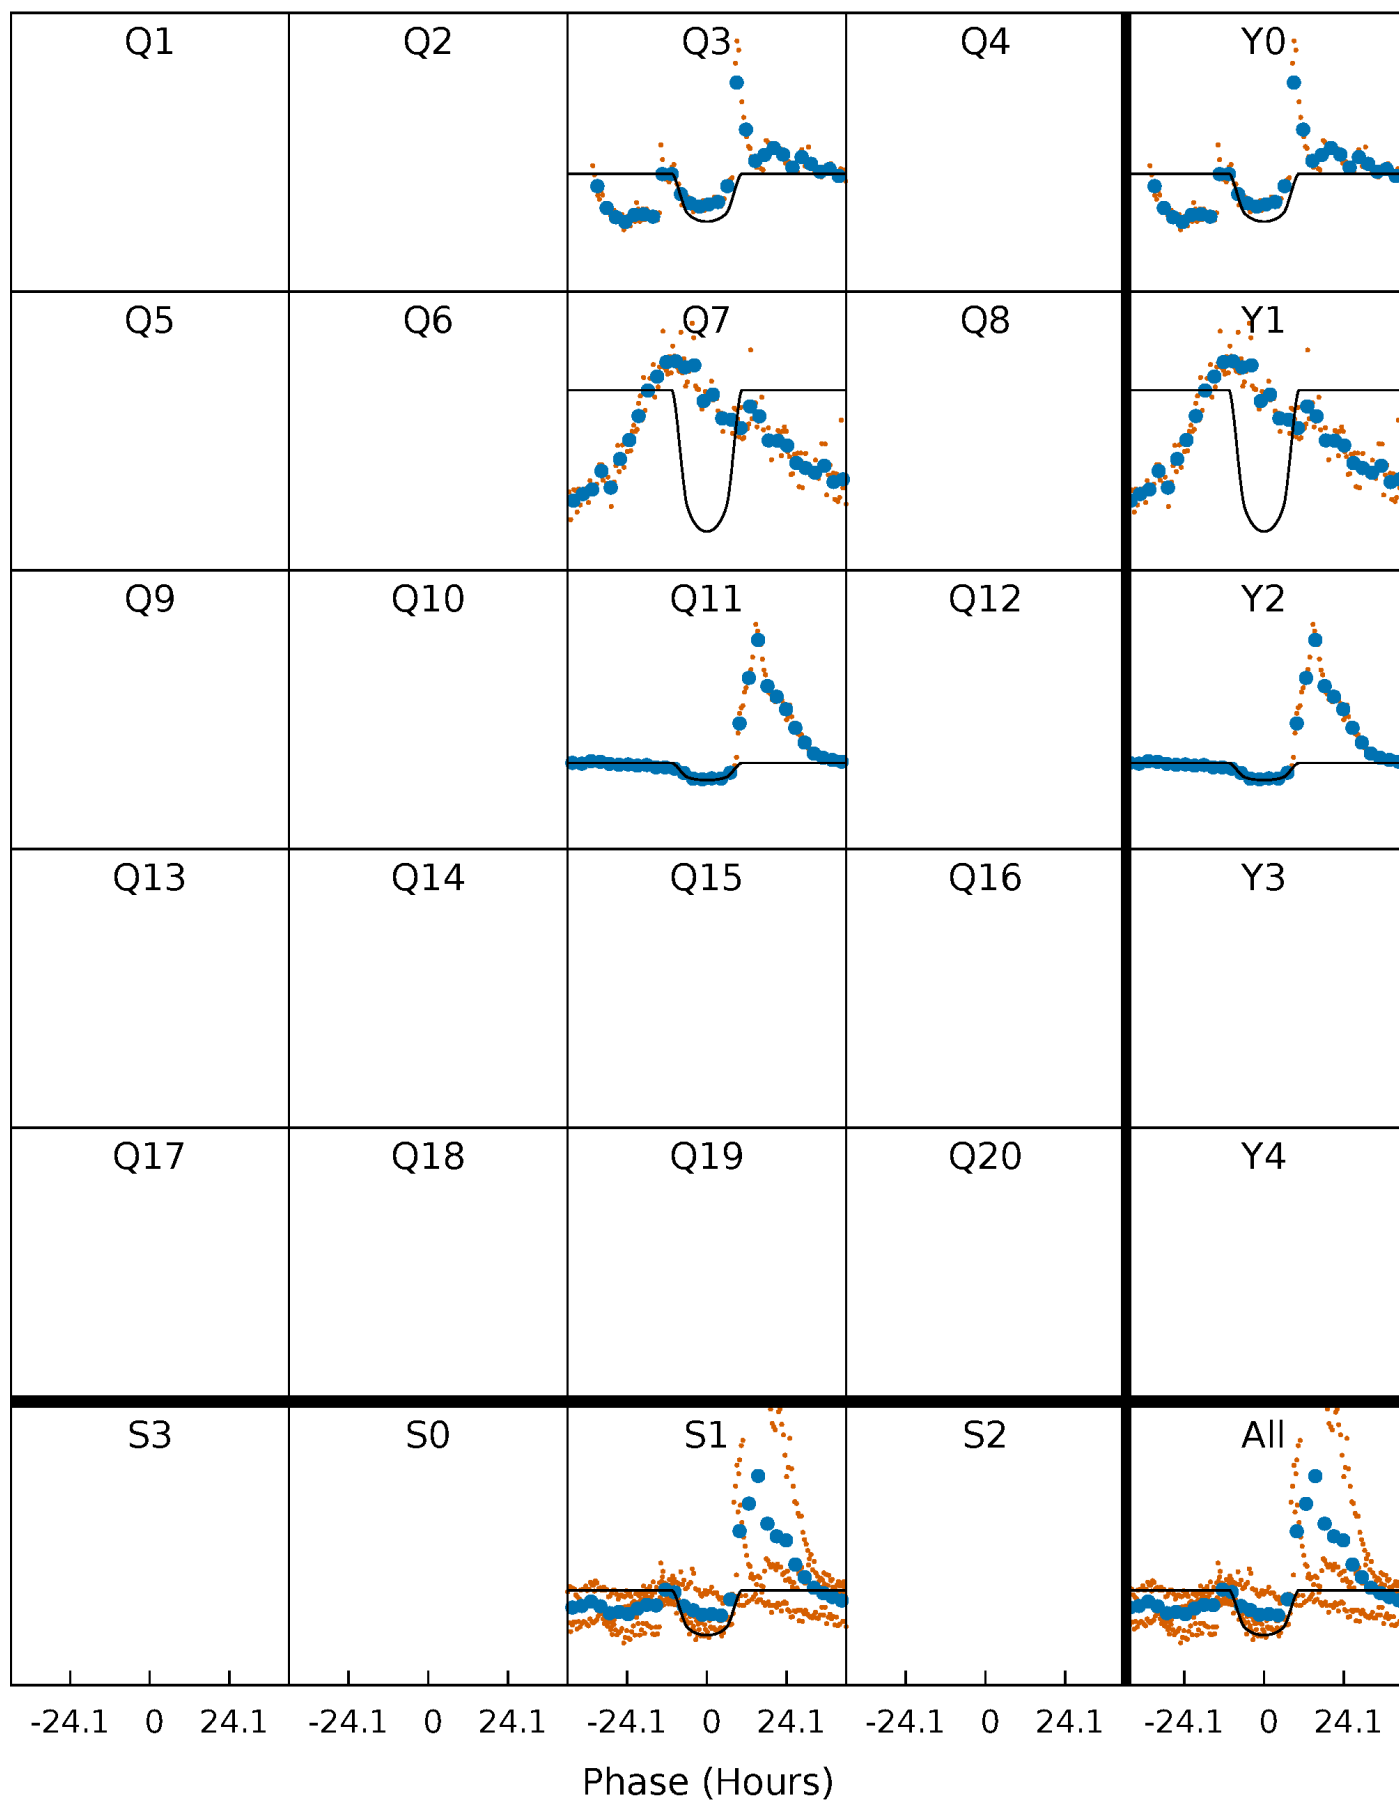 Q1 Q2 Q3 Q4 Y0
Q5 Q6 Q7 Q8 Y1
Q9 Q10 Q11 Q12 Y2
Q13 Q14 Q15 Q16 Y3
Q17 Q18 Q19 Q20 Y4
S3 S0 S1 S2 All
-24.1 0 24.1 -24.1 0 24.1 -24.1 0 24.1 -24.1 0 24.1 -24.1 0 24.1
Phase (Hours)